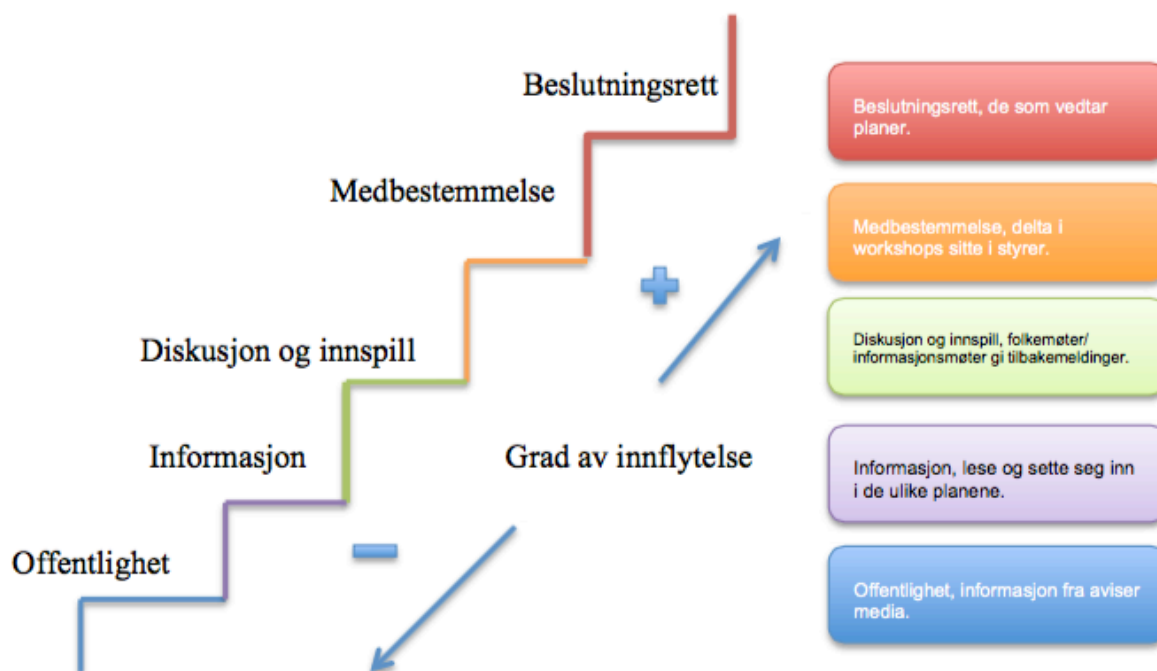 Beslutningsrett
Medbestemmelse
Diskusjon og innspill
Informasjon
Offentlighet
Grad av innflytelse
Beslutningsrett, de som vedtar
planer.
Medbestemmelse, delta i
workshops sitte i styrer.
Diskusjon og innspill, folkemøter/
informasjonsmøter gi tilbakemeldinger.
Informasjon, lese og sette seg inn
i de ulike planene.
Offentlighet, informasjon fra aviser
media.